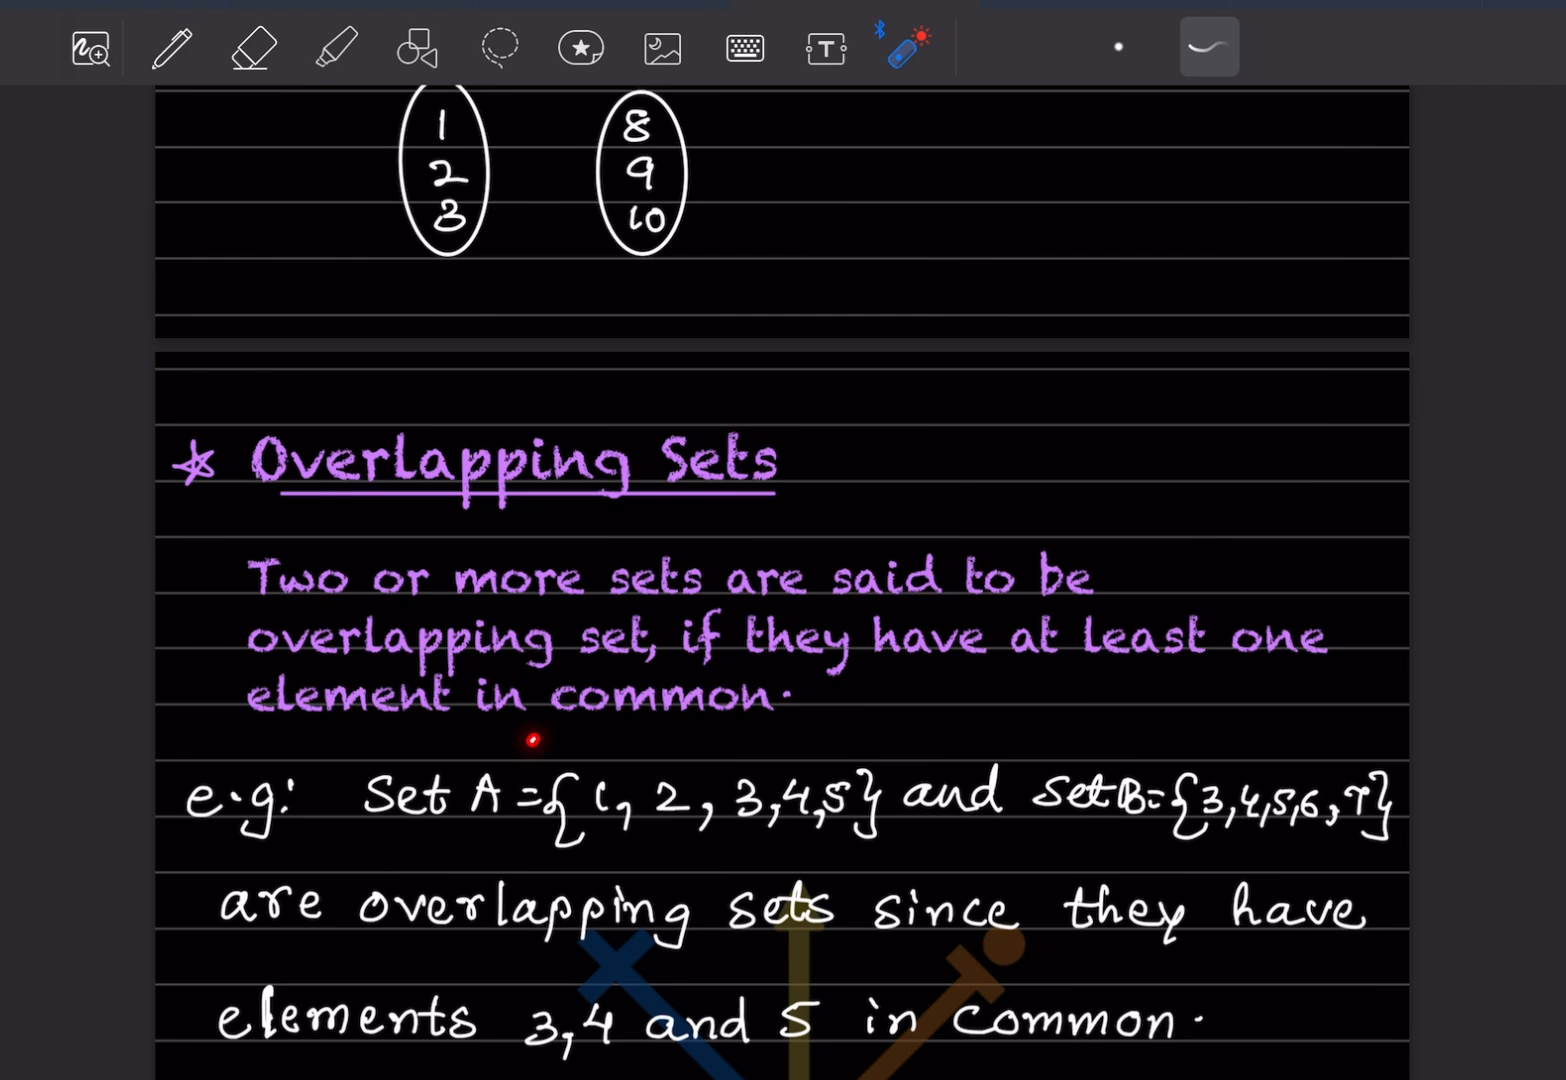 1 8
2 9
3 10
* Overlapping Sets
Two or more sets are said to be
overlapping set, if they have at least one
element in common.
e.g: Set A = {1, 2, 3,4,5} and Set B = {3,4,5,6,7}
are overlapping sets since they have
elements 3,4 and 5 in common.